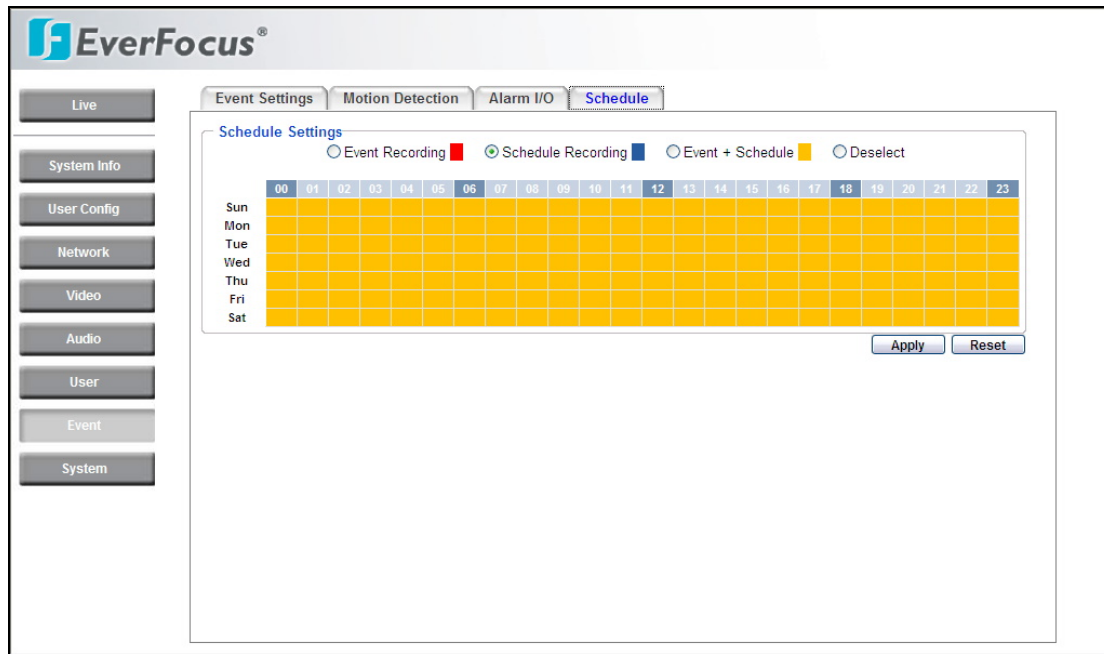 EverFocus®
Live
System Info
User Config
Network
Video
Audio
User
Event
System
Event Settings Motion Detection Alarm I/O Schedule
Schedule Settings
Event Recording Schedule Recording Event + Schedule Deselect
00 01 02 03 04 05 06 07 08 09 10 11 12 13 14 15 16 17 18 19 20 21 22 23
Sun
Mon
Tue
Wed
Thu
Fri
Sat
Apply Reset